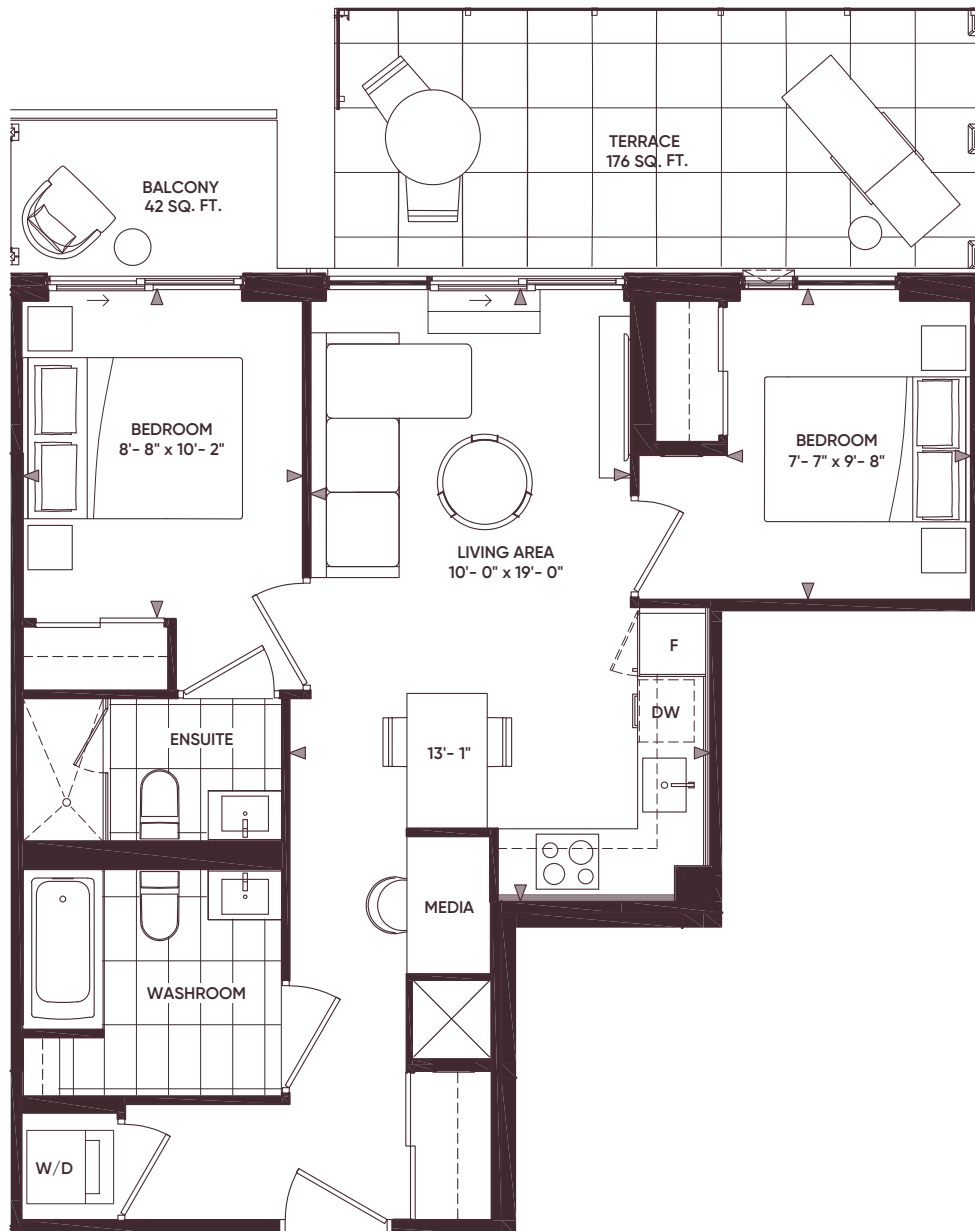 TERRACE
176 SQ. FT.
BALCONY
42 SQ. FT.
BEDROOM
8'- 8" x 10'- 2"
BEDROOM
7'- 7" x 9'- 8"
LIVING AREA
10'- 0" x 19'- 0"
F
DW
ENSUITE
13'- 1"
MEDIA
WASHROOM
W/D